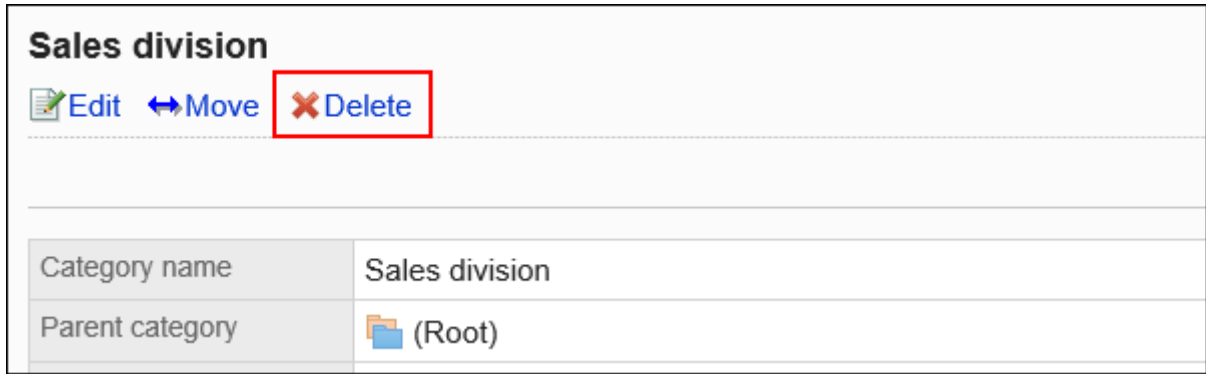 Sales division
Edit Move Delete
Category name Sales division
Parent category (Root)